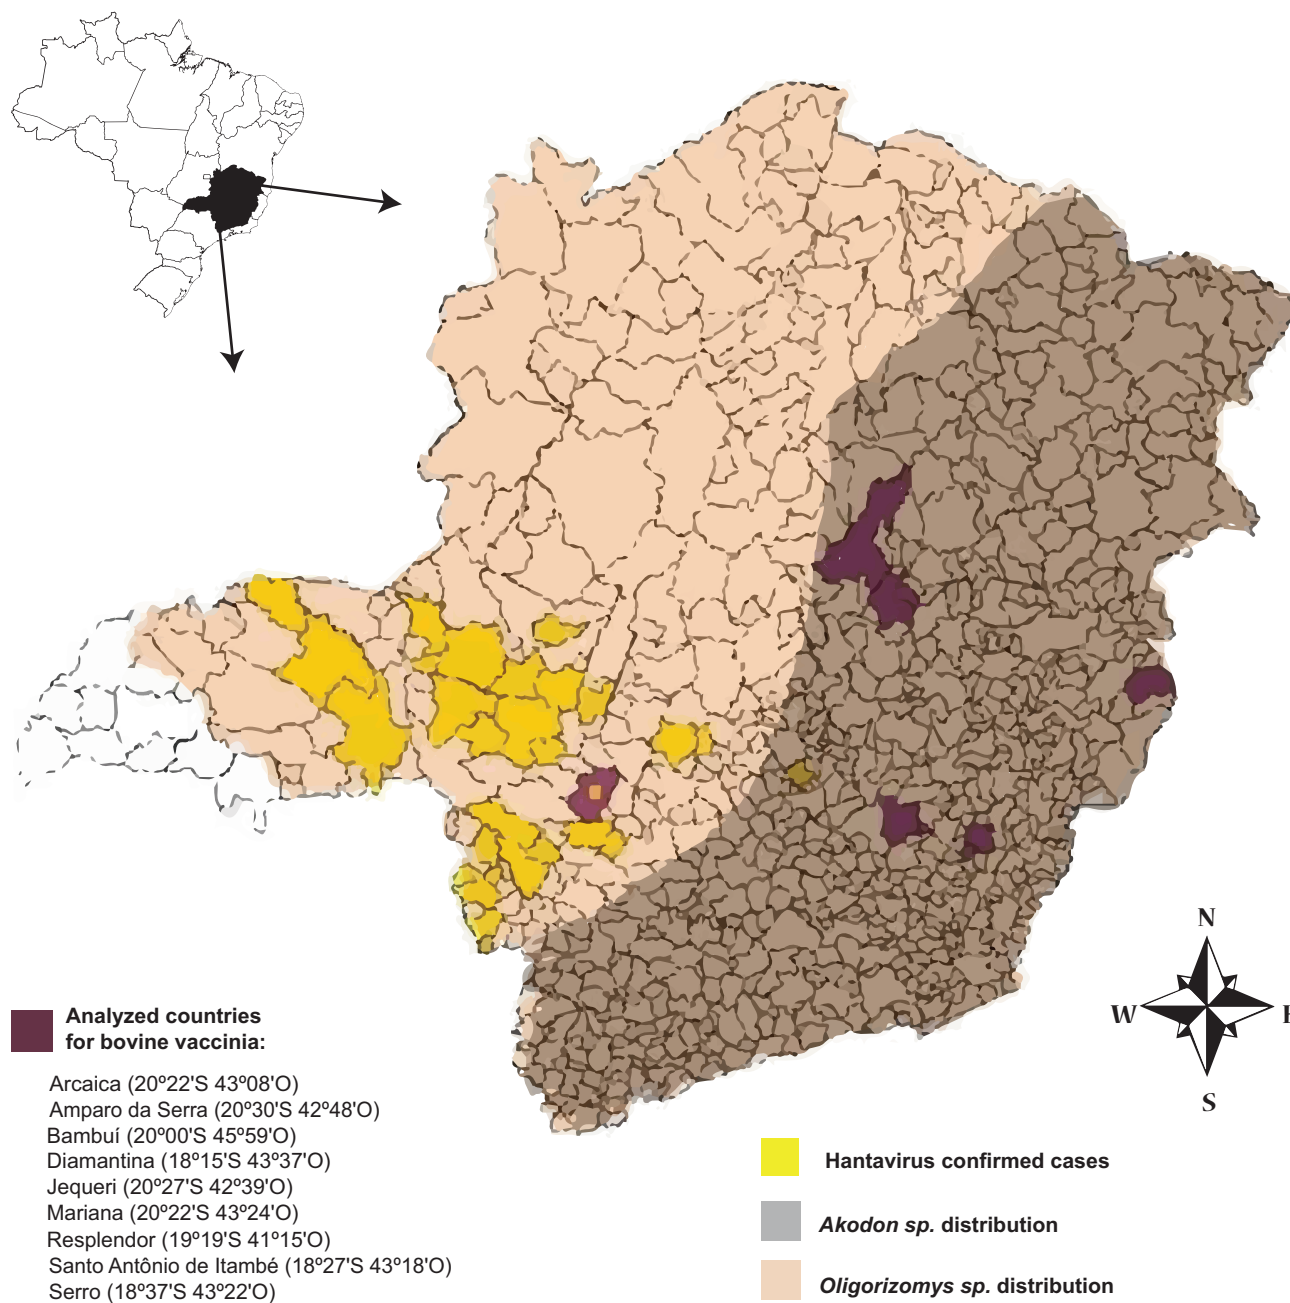 N
W
E
S
Analyzed countries
for bovine vaccinia:
Arcaica (20º22'S 43º08'O)
Amparo da Serra (20º30'S 42º48'O)
Bambuí (20º00'S 45º59'O)
Diamantina (18º15'S 43º37'O)
Jequeri (20º27'S 42º39'O)
Mariana (20º22'S 43º24'O)
Resplendor (19º19'S 41º15'O)
Santo Antônio de Itambé (18º27'S 43º18'O)
Serro (18º37'S 43º22'O)
Hantavirus confirmed cases
Akodon sp. distribution
Oligorizomys sp. distribution